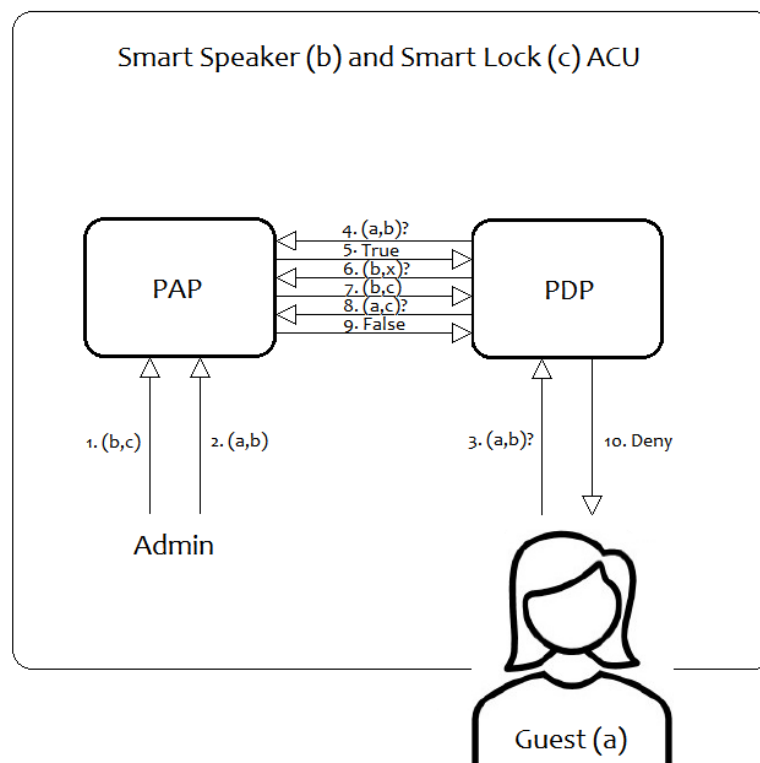 Smart Speaker (b) and Smart Lock (c) ACU
PAP
4. (a,b)?
5. True
6. (b,x)?
7. (b,c)
8. (a,c)?
9. False
PDP
1. (b,c)
2. (a,b)
3. (a,b)?
10. Deny
Admin
Guest (a)